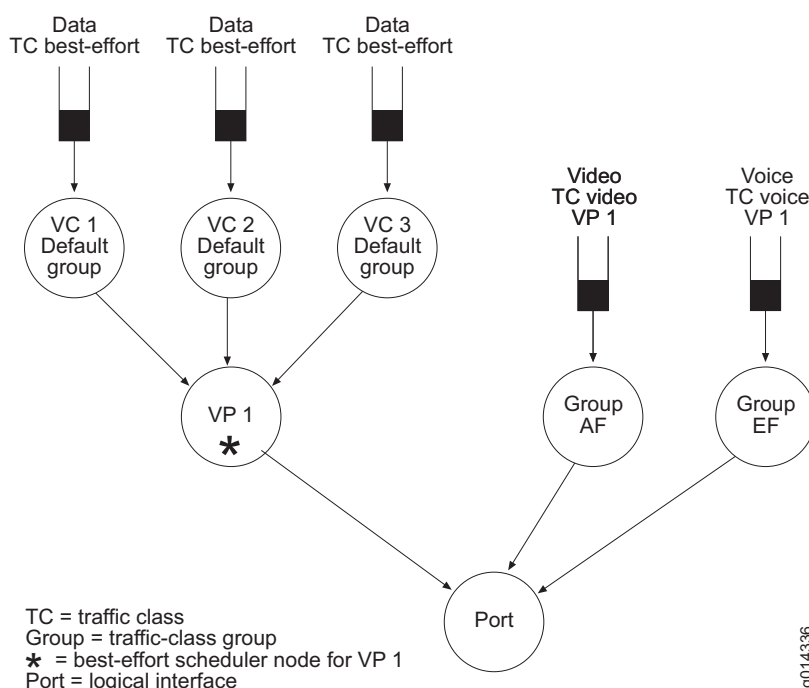 Data
TC best-effort
Data
TC best-effort
Data
TC best-effort
Video
TC video
VP 1
Voice
TC voice
VP 1
VC 1
Default
group
VC 2
Default
group
VC 3
Default
group
VP 1
*
Group
AF
Group
EF
Port
TC = traffic class
Group = traffic-class group
* = best-effort scheduler node for VP 1
Port = logical interface
g014336